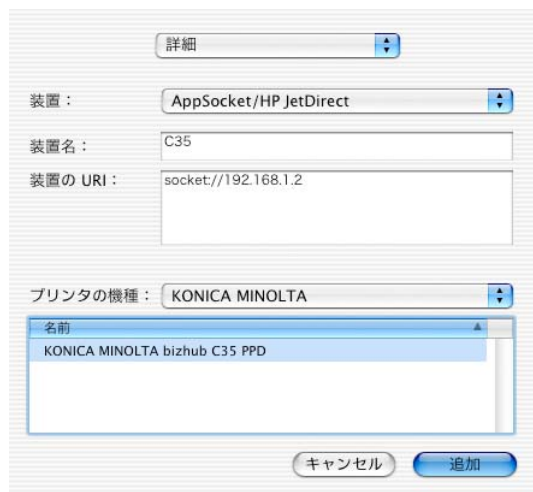 詳細
装置： AppSocket/HP JetDirect
装置名： C35
装置の URI： socket://192.168.1.2
プリンタの機種： KONICA MINOLTA
名前
KONICA MINOLTA bizhub C35 PPD
キャンセル 追加